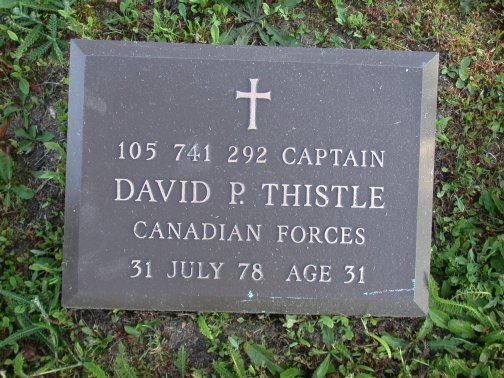 105 741 292 CAPTAIN
DAVID P. THISTLE
CANADIAN FORCES
31 JULY 78 AGE 31